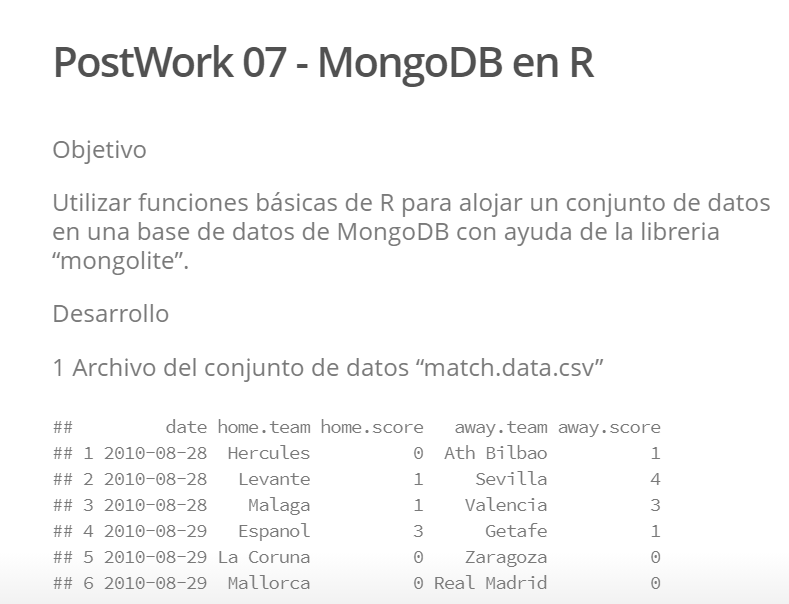 PostWork 07 - MongoDB en R
Objetivo
Utilizar funciones básicas de R para alojar un conjunto de datos
en una base de datos de MongoDB con ayuda de la libreria
“mongolite”.
Desarrollo
1 Archivo del conjunto de datos “match.data.csv”
##         date home.team home.score   away.team away.score
## 1 2010-08-28  Hercules          0  Ath Bilbao          1
## 2 2010-08-28   Levante          1     Sevilla          4
## 3 2010-08-28    Malaga          1    Valencia          3
## 4 2010-08-29   Espanol          3      Getafe          1
## 5 2010-08-29 La Coruna          0    Zaragoza          0
## 6 2010-08-29  Mallorca          0 Real Madrid          0